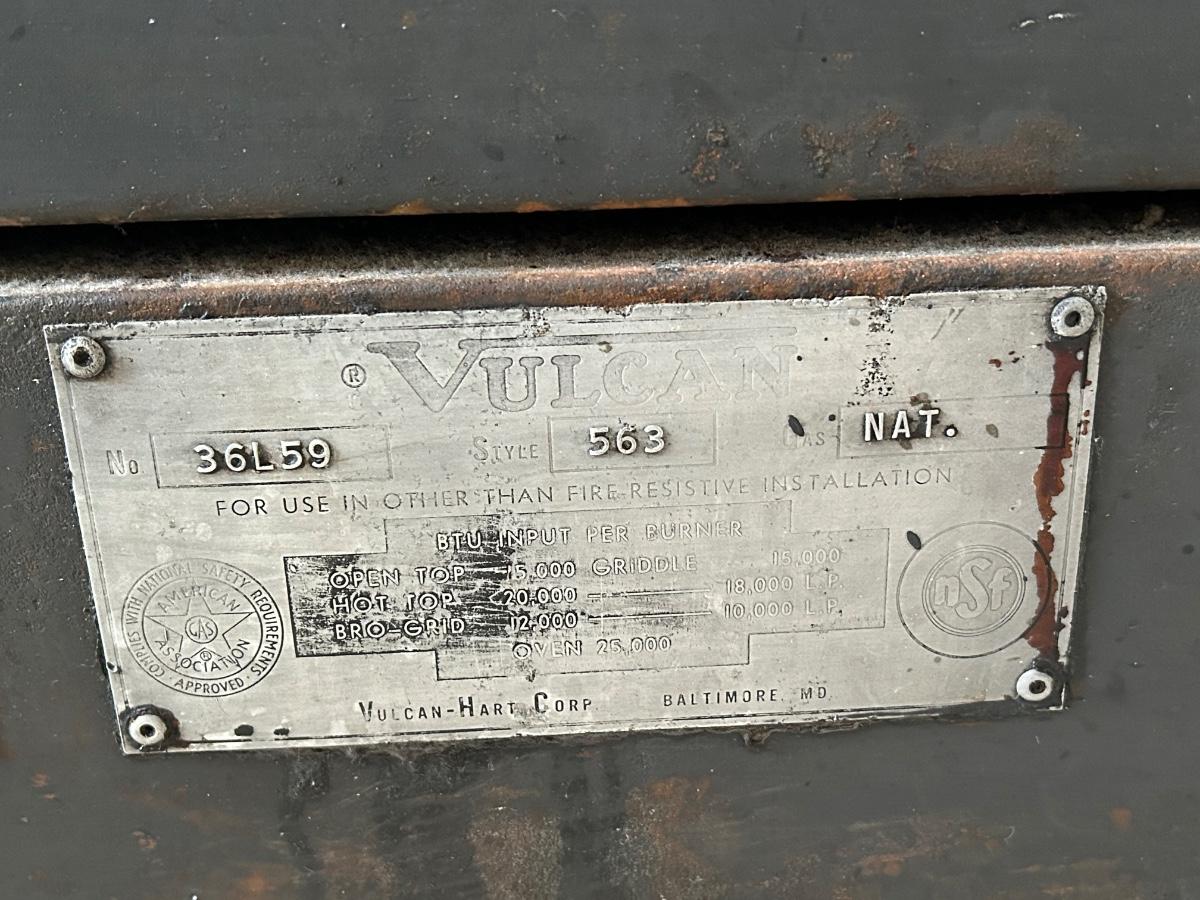 ® VULCAN
No 36L59 STYLE 563 GAS NAT.
FOR USE IN OTHER THAN FIRE-RESISTIVE INSTALLATION
BTU INPUT PER BURNER
OPEN TOP 15,000 GRIDDLE 15,000
HOT TOP 20,000 18,000 L.P.
BRO-GRID 12,000 10,000 L.P.
OVEN 25,000
COMPLIES WITH NATIONAL SAFETY REQUIREMENTS
AMERICAN
GAS
®
ASSOCIATION
APPROVED
NSf
VULCAN-HART CORP. BALTIMORE, MD.